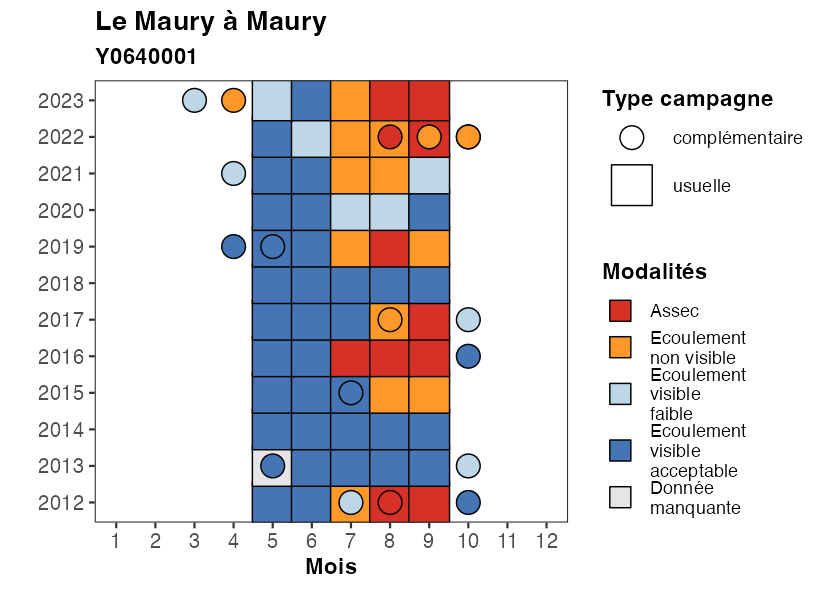 Le Maury à Maury
Y0640001
2023
2022
2021
2020
2019
2018
2017
2016
2015
2014
2013
2012
1 2 3 4 5 6 7 8 9 10 11 12
Mois
Type campagne
complémentaire
usuelle
Modalités
Assec
Ecoulement
non visible
Ecoulement
visible
faible
Ecoulement
visible
acceptable
Donnée
manquante